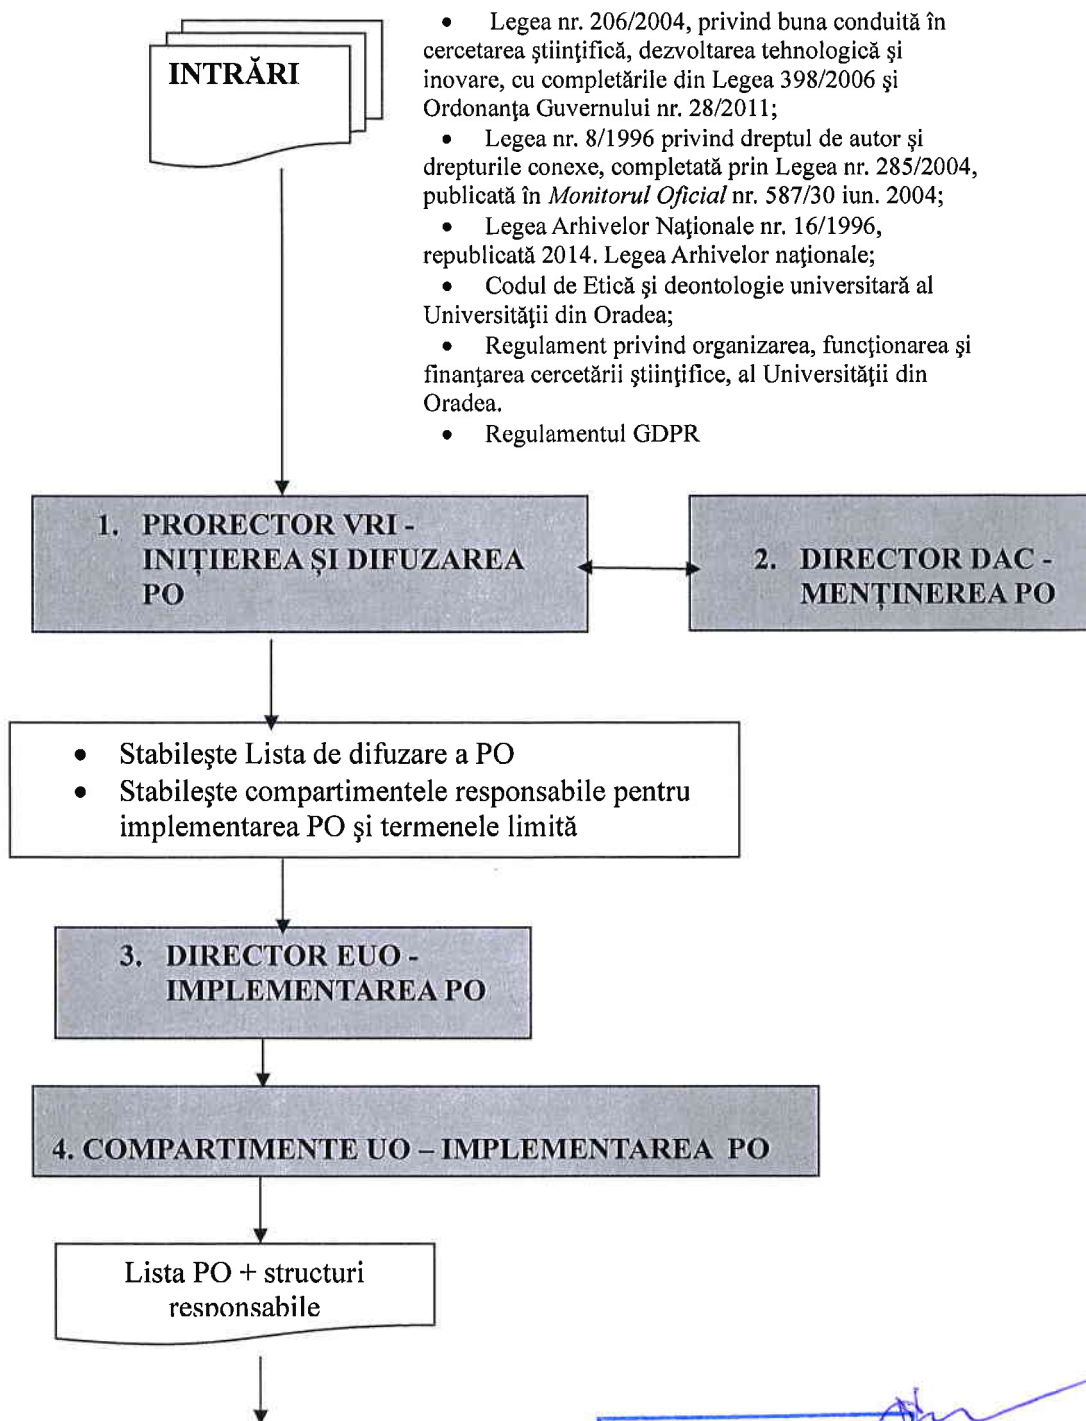 INTRĂRI
• Legea nr. 206/2004, privind buna conduită în
cercetarea ştiinţifică, dezvoltarea tehnologică şi
inovare, cu completările din Legea 398/2006 şi
Ordonanţa Guvernului nr. 28/2011;
• Legea nr. 8/1996 privind dreptul de autor şi
drepturile conexe, completată prin Legea nr. 285/2004,
publicată în Monitorul Oficial nr. 587/30 iun. 2004;
• Legea Arhivelor Naţionale nr. 16/1996,
republicată 2014. Legea Arhivelor naţionale;
• Codul de Etică şi deontologie universitară al
Universităţii din Oradea;
• Regulament privind organizarea, funcţionarea şi
finanţarea cercetării ştiinţifice, al Universităţii din
Oradea.
• Regulamentul GDPR
1. PRORECTOR VRI -
INIȚIEREA ȘI DIFUZAREA
PO
2. DIRECTOR DAC -
MENȚINEREA PO
• Stabileşte Lista de difuzare a PO
• Stabileşte compartimentele responsabile pentru
implementarea PO şi termenele limită
3. DIRECTOR EUO -
IMPLEMENTAREA PO
4. COMPARTIMENTE UO – IMPLEMENTAREA PO
Lista PO + structuri
responsabile